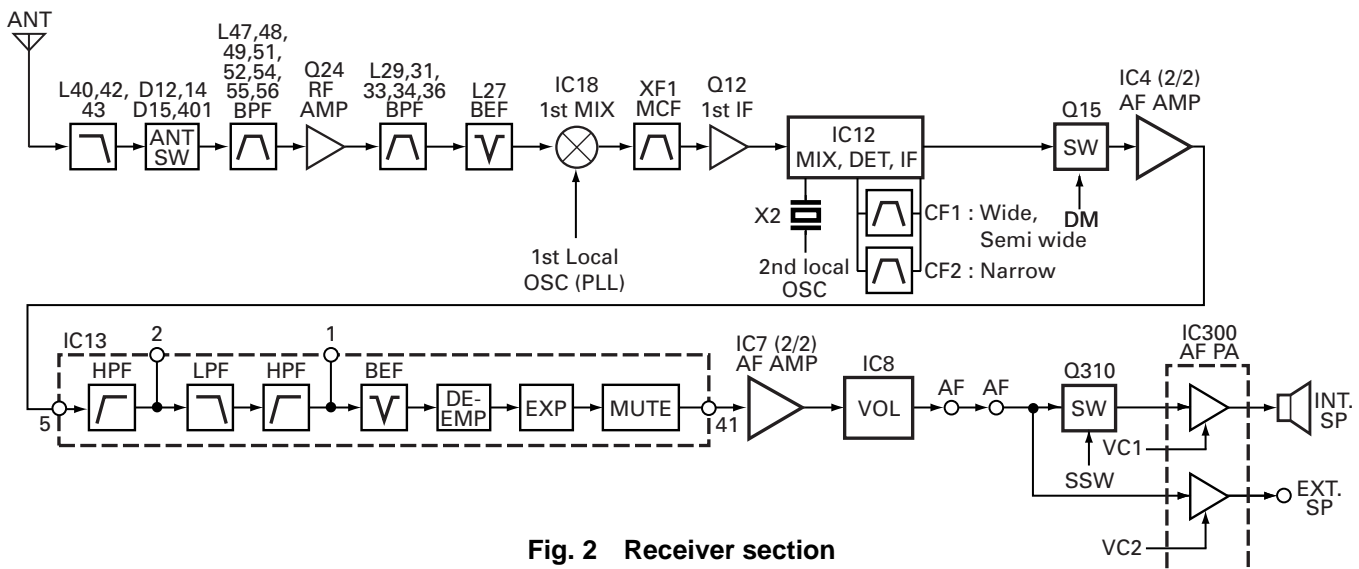 ANT
L40,42,
43
D12,14
D15,401
ANT
SW
L47,48,
49,51,
52,54,
55,56
BPF
Q24
RF
AMP
L29,31,
33,34,36
BPF
L27
BEF
IC18
1st MIX
1st Local
OSC (PLL)
XF1
MCF
Q12
1st IF
IC12
MIX, DET, IF
X2
2nd local
OSC
CF1 : Wide,
Semi wide
CF2 : Narrow
Q15
SW
DM
IC4 (2/2)
AF AMP
IC13
5
HPF
2
LPF
HPF
1
BEF
DE-
EMP
EXP
MUTE
41
IC7 (2/2)
AF AMP
IC8
VOL
AF
AF
Q310
SW
SSW
IC300
AF PA
VC1
INT.
SP
VC2
EXT.
SP
Fig. 2 Receiver section